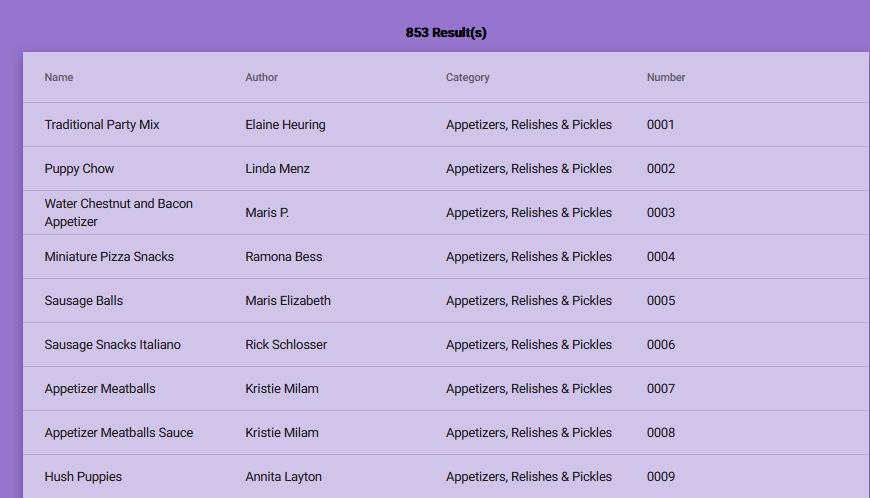 853 Result(s)
Name Author Category Number
Traditional Party Mix Elaine Heuring Appetizers, Relishes & Pickles 0001
Puppy Chow Linda Menz Appetizers, Relishes & Pickles 0002
Water Chestnut and Bacon
Appetizer Maris P. Appetizers, Relishes & Pickles 0003
Miniature Pizza Snacks Ramona Bess Appetizers, Relishes & Pickles 0004
Sausage Balls Maris Elizabeth Appetizers, Relishes & Pickles 0005
Sausage Snacks Italiano Rick Schlosser Appetizers, Relishes & Pickles 0006
Appetizer Meatballs Kristie Milam Appetizers, Relishes & Pickles 0007
Appetizer Meatballs Sauce Kristie Milam Appetizers, Relishes & Pickles 0008
Hush Puppies Annita Layton Appetizers, Relishes & Pickles 0009